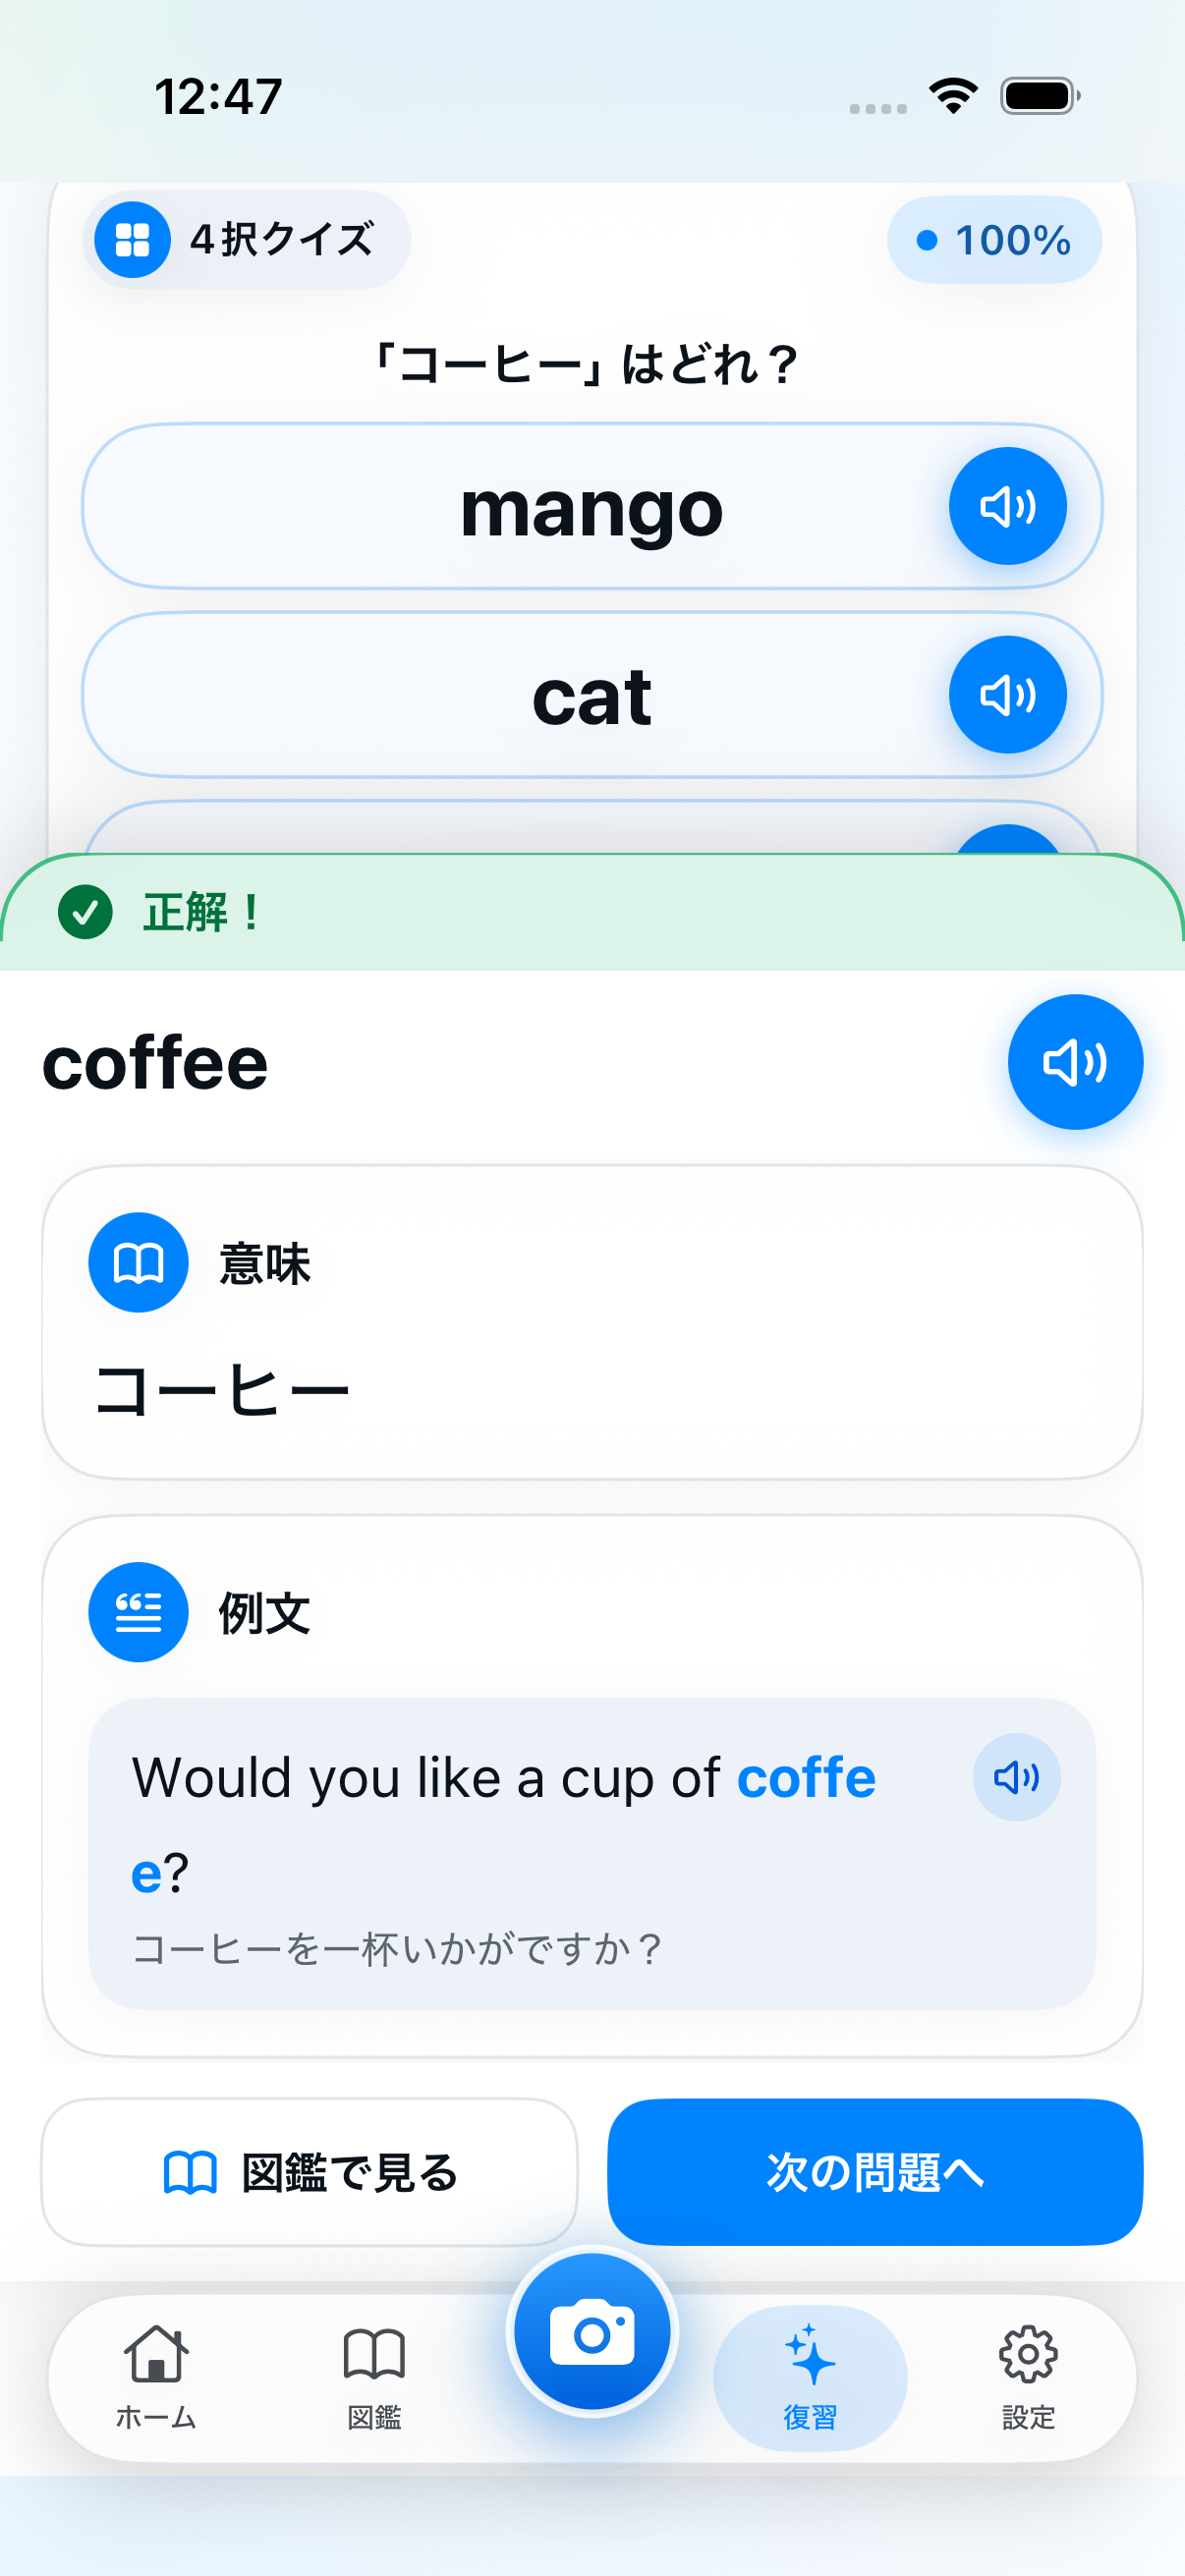 12:47
4択クイズ
100%
「コーヒー」はどれ？
mango
cat
正解！
coffee
意味
コーヒー
例文
Would you like a cup of coffe
e?
コーヒーを一杯いかがですか？
図鑑で見る
次の問題へ
ホーム
図鑑
復習
設定